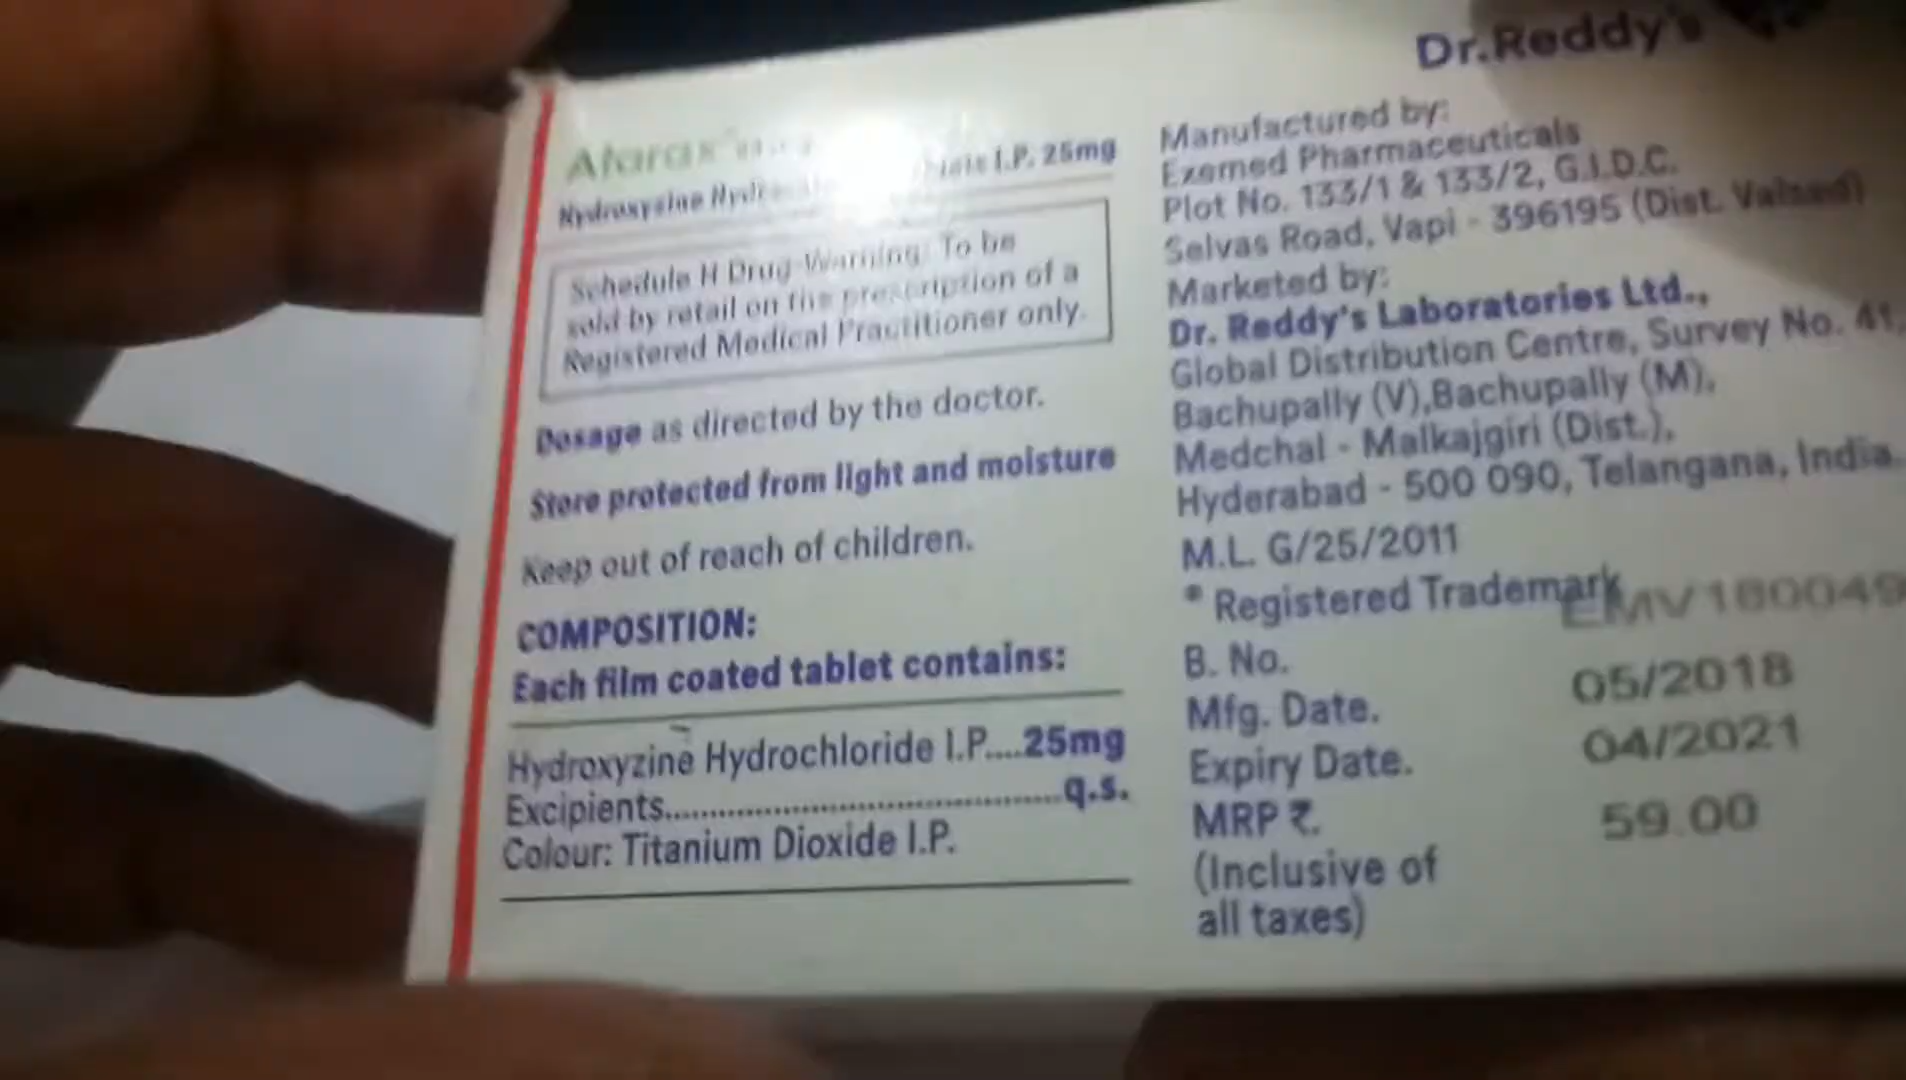 Atarax
Hydroxyzine I.P. 25mg
Schedule H Drug Warning: To be
sold by retail on the prescription of a
Registered Medical Practitioner only.
Dosage as directed by the doctor.
Store protected from light and moisture
Keep out of reach of children.
COMPOSITION:
Each film coated tablet contains:
Hydroxyzine Hydrochloride I.P....25mg
Excipients..........................................q.s.
Colour: Titanium Dioxide I.P.
Dr.Reddy's
Manufactured by:
Exemed Pharmaceuticals
Plot No. 133/1 & 133/2, G.I.D.C.
Selvas Road, Vapi - 396195 (Dist. Valsad)
Marketed by:
Dr. Reddy's Laboratories Ltd.,
Global Distribution Centre, Survey No. 41,
Bachupally (V),Bachupally (M),
Medchal - Malkajgiri (Dist.),
Hyderabad - 500 090, Telangana, India.
M.L. G/25/2011
* Registered Trademark
B. No. EMV180049
Mfg. Date. 05/2018
Expiry Date. 04/2021
MRP ₹. 59.00
(Inclusive of
all taxes)